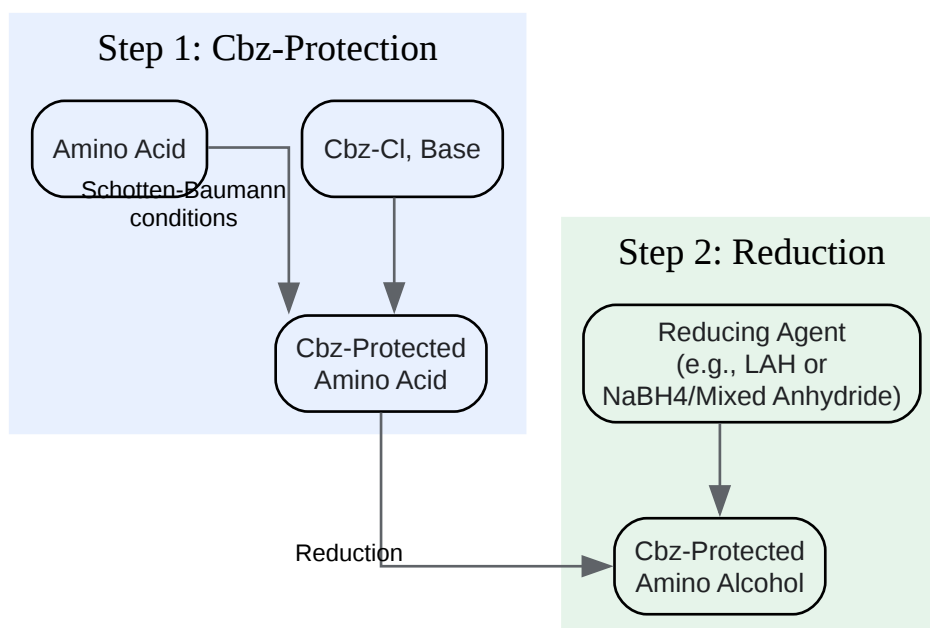 Step 1: Cbz-Protection
Amino Acid
Cbz-Cl, Base
Schotten-Baumann
conditions
Cbz-Protected
Amino Acid
Reduction
Step 2: Reduction
Reducing Agent
(e.g., LAH or
NaBH4/Mixed Anhydride)
Cbz-Protected
Amino Alcohol